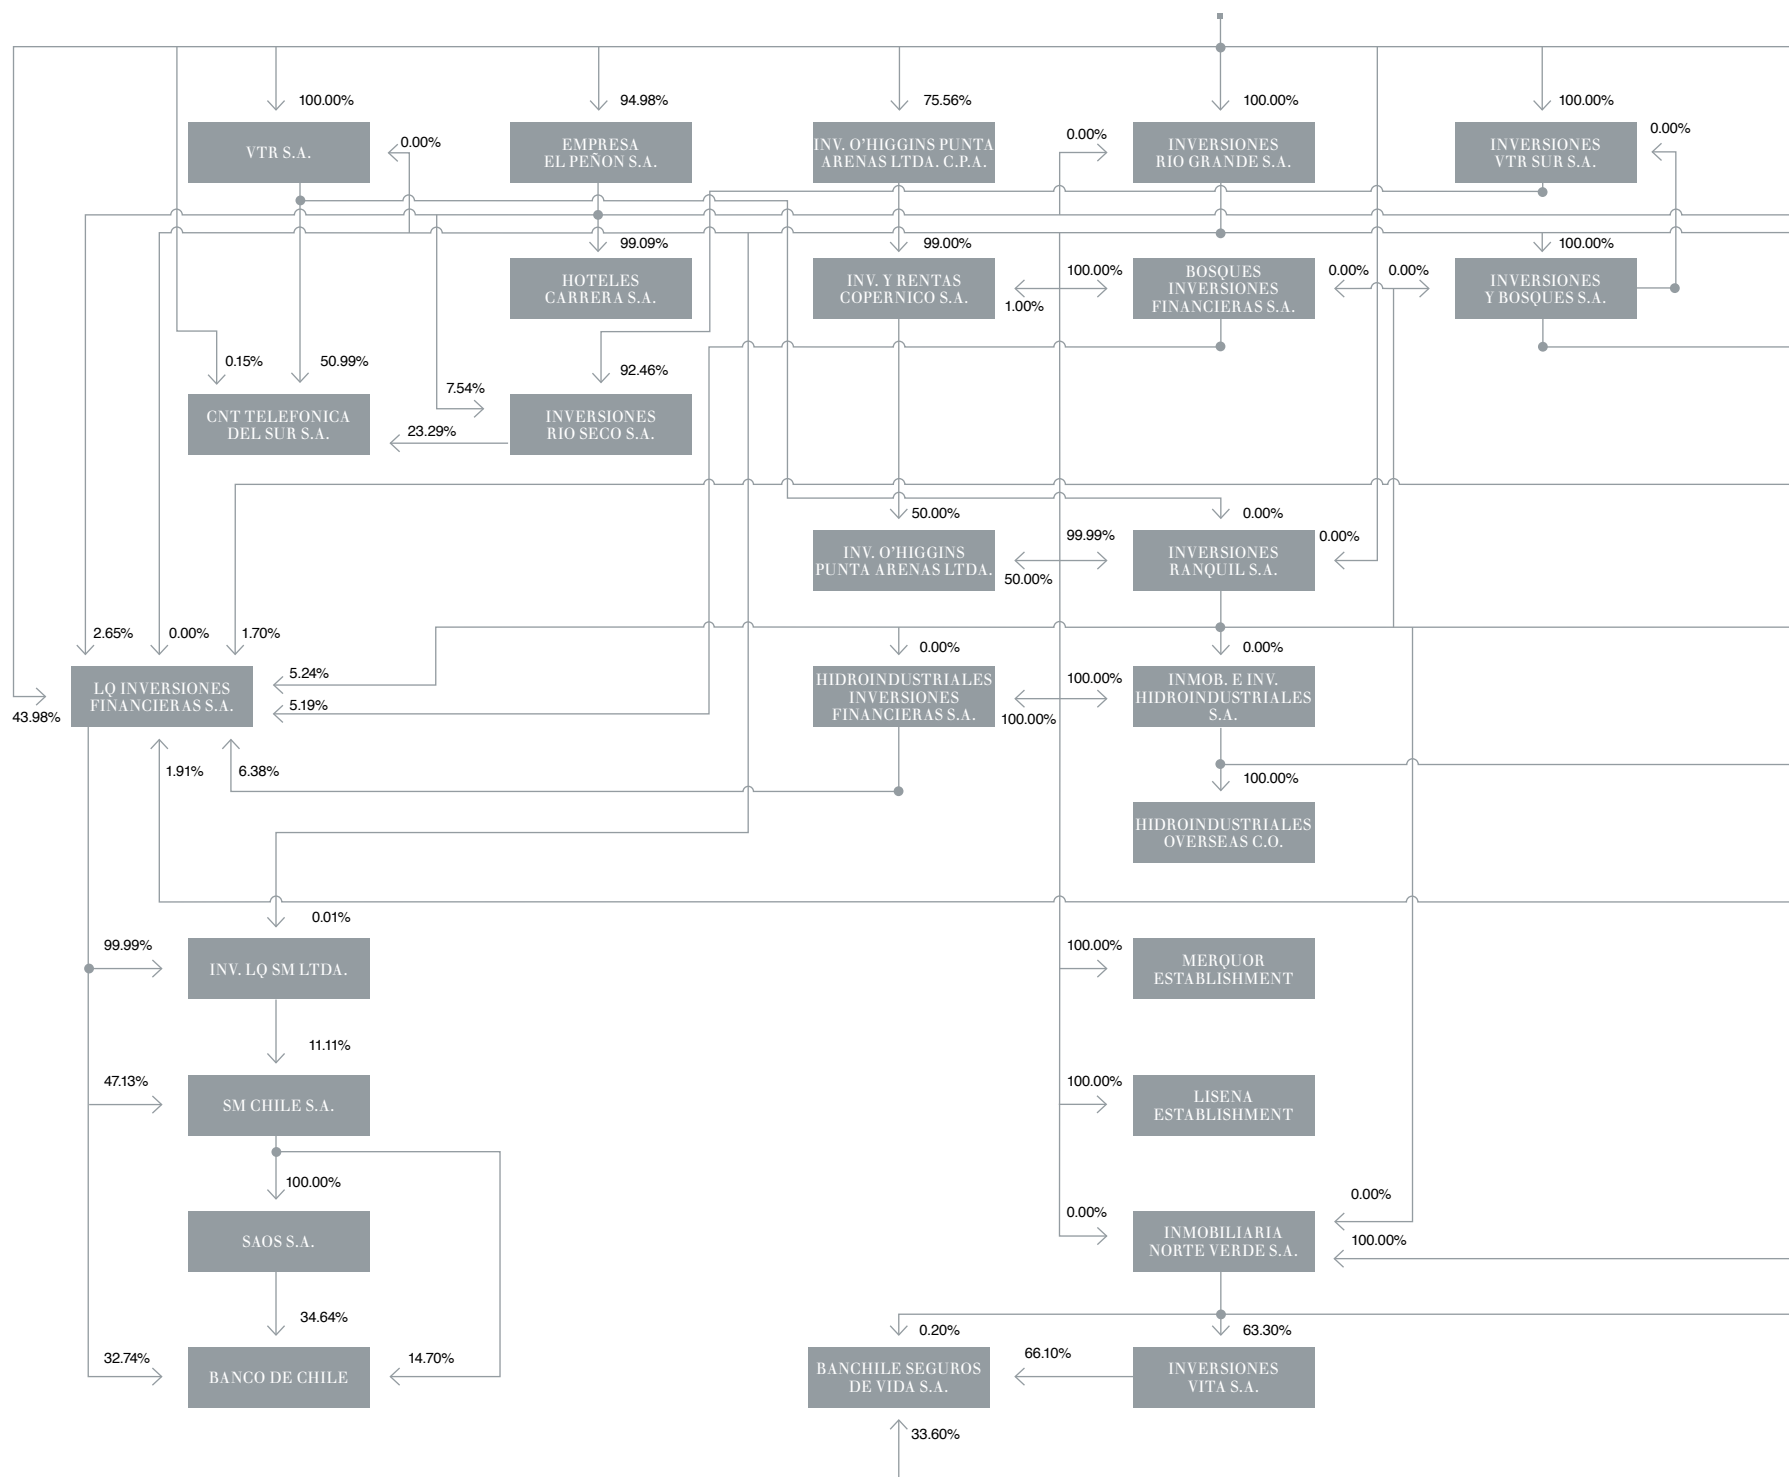 100.00%
94.98%
75.56%
100.00%
100.00%
VTR S.A.
0.00%
EMPRESA
EL PEÑON S.A.
INV. O'HIGGINS PUNTA
ARENAS LTDA. C.P.A.
0.00%
INVERSIONES
RIO GRANDE S.A.
INVERSIONES
VTR SUR S.A.
0.00%
99.09%
99.00%
100.00%
HOTELES
CARRERA S.A.
INV. Y RENTAS
COPERNICO S.A.
100.00%
1.00%
BOSQUES
INVERSIONES
FINANCIERAS S.A.
0.00%
0.00%
INVERSIONES
Y BOSQUES S.A.
0.15%
50.99%
7.54%
92.46%
CNT TELEFONICA
DEL SUR S.A.
23.29%
INVERSIONES
RIO SECO S.A.
50.00%
0.00%
INV. O'HIGGINS
PUNTA ARENAS LTDA.
99.99%
50.00%
INVERSIONES
RANQUIL S.A.
0.00%
2.65%
0.00%
1.70%
0.00%
0.00%
43.98%
LQ INVERSIONES
FINANCIERAS S.A.
5.24%
5.19%
HIDROINDUSTRIALES
INVERSIONES
FINANCIERAS S.A.
100.00%
100.00%
INMOB. E INV.
HIDROINDUSTRIALES
S.A.
1.91%
6.38%
100.00%
HIDROINDUSTRIALES
OVERSEAS C.O.
0.01%
99.99%
INV. LQ SM LTDA.
100.00%
MERQUOR
ESTABLISHMENT
11.11%
47.13%
SM CHILE S.A.
100.00%
LISENA
ESTABLISHMENT
100.00%
SAOS S.A.
0.00%
INMOBILIARIA
NORTE VERDE S.A.
0.00%
100.00%
34.64%
0.20%
63.30%
32.74%
BANCO DE CHILE
14.70%
BANCHILE SEGUROS
DE VIDA S.A.
66.10%
INVERSIONES
VITA S.A.
33.60%